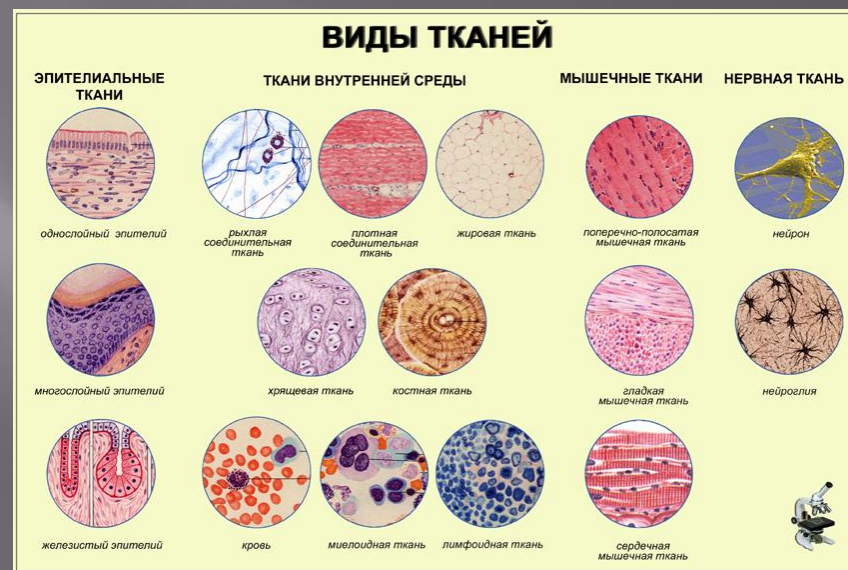 ВИДЫ ТКАНЕЙ
ЭПИТЕЛИАЛЬНЫЕ
ТКАНИ
ТКАНИ ВНУТРЕННЕЙ СРЕДЫ
МЫШЕЧНЫЕ ТКАНИ
НЕРВНАЯ ТКАНЬ
однослойный эпителий
рыхлая
соединительная
ткань
плотная
соединительная
ткань
жировая ткань
поперечно-полосатая
мышечная ткань
нейрон
многослойный эпителий
хрящевая ткань
костная ткань
гладкая
мышечная ткань
нейроглия
железистый эпителий
кровь
миелоидная ткань
лимфоидная ткань
сердечная
мышечная ткань